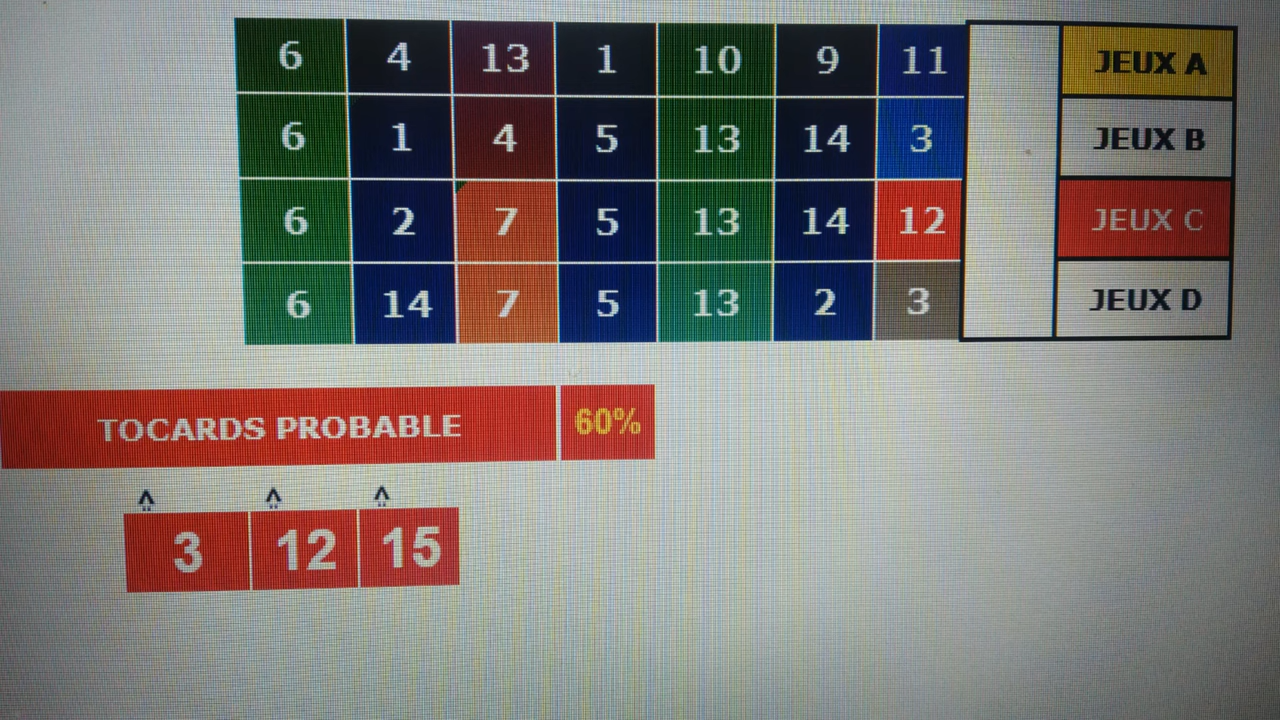 6 4 13 1 10 9 11 JEUX A
6 1 4 5 13 14 3 JEUX B
6 2 7 5 13 14 12 JEUX C
6 14 7 5 13 2 3 JEUX D
TOCARDS PROBABLE 60%
^ ^ ^
3 12 15